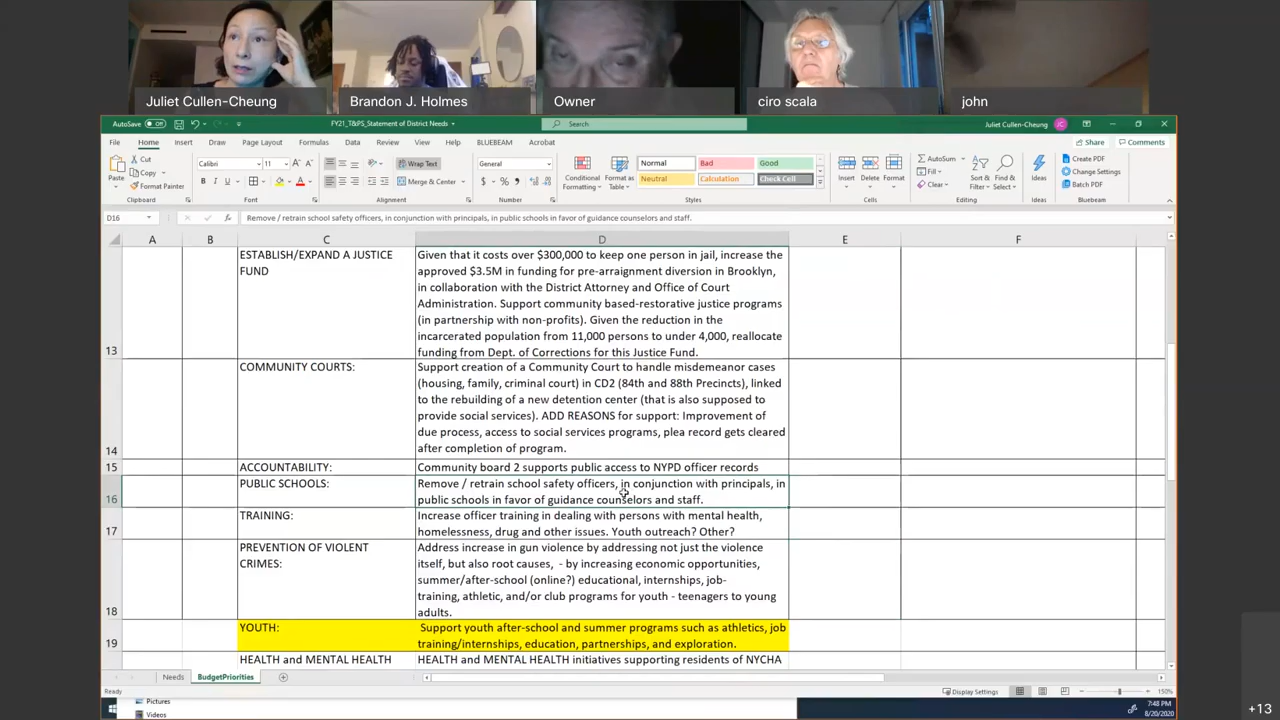 Juliet Cullen-Cheung
Brandon J. Holmes
Owner
ciro scala
john
AutoSave Off
FY21_T&PS_Statement of District Needs
Search
Juliet Cullen-Cheung JC
File Home Insert Draw Page Layout Formulas Data Review View Help BLUEBEAM Acrobat
Share Comments
Paste
Cut
Copy
Format Painter
Clipboard
Calibri 11
B I U
Font
Wrap Text
Merge & Center
Alignment
General
$ % ,
Number
Conditional Formatting
Format as Table
Normal Bad Good
Neutral Calculation Check Cell
Styles
Insert Delete Format
Cells
AutoSum
Fill
Clear
Sort & Filter
Find & Select
Editing
Ideas
Ideas
Create PDF
Change Settings
Batch PDF
Bluebeam
D16 fx Remove / retrain school safety officers, in conjunction with principals, in public schools in favor of guidance counselors and staff.
A B C D E F
ESTABLISH/EXPAND A JUSTICE
FUND
Given that it costs over $300,000 to keep one person in jail, increase the
approved $3.5M in funding for pre-arraignment diversion in Brooklyn,
in collaboration with the District Attorney and Office of Court
Administration. Support community based-restorative justice programs
(in partnership with non-profits). Given the reduction in the
incarcerated population from 11,000 persons to under 4,000, reallocate
funding from Dept. of Corrections for this Justice Fund.
13
COMMUNITY COURTS:
Support creation of a Community Court to handle misdemeanor cases
(housing, family, criminal court) in CD2 (84th and 88th Precincts), linked
to the rebuilding of a new detention center (that is also supposed to
provide social services). ADD REASONS for support: Improvement of
due process, access to social services programs, plea record gets cleared
after completion of program.
14
15 ACCOUNTABILITY: Community board 2 supports public access to NYPD officer records
PUBLIC SCHOOLS:
Remove / retrain school safety officers, in conjunction with principals, in
public schools in favor of guidance counselors and staff.
16
TRAINING:
Increase officer training in dealing with persons with mental health,
homelessness, drug and other issues. Youth outreach? Other?
17
PREVENTION OF VIOLENT
CRIMES:
Address increase in gun violence by addressing not just the violence
itself, but also root causes, - by increasing economic opportunities,
summer/after-school (online?) educational, internships, job-
training, athletic, and/or club programs for youth - teenagers to young
adults.
18
YOUTH:
Support youth after-school and summer programs such as athletics, job
training/internships, education, partnerships, and exploration.
19
HEALTH and MENTAL HEALTH
HEALTH and MENTAL HEALTH initiatives supporting residents of NYCHA
Needs BudgetPriorities
Ready
Display Settings
150%
Pictures
Videos
7:48 PM
8/20/2020
+13